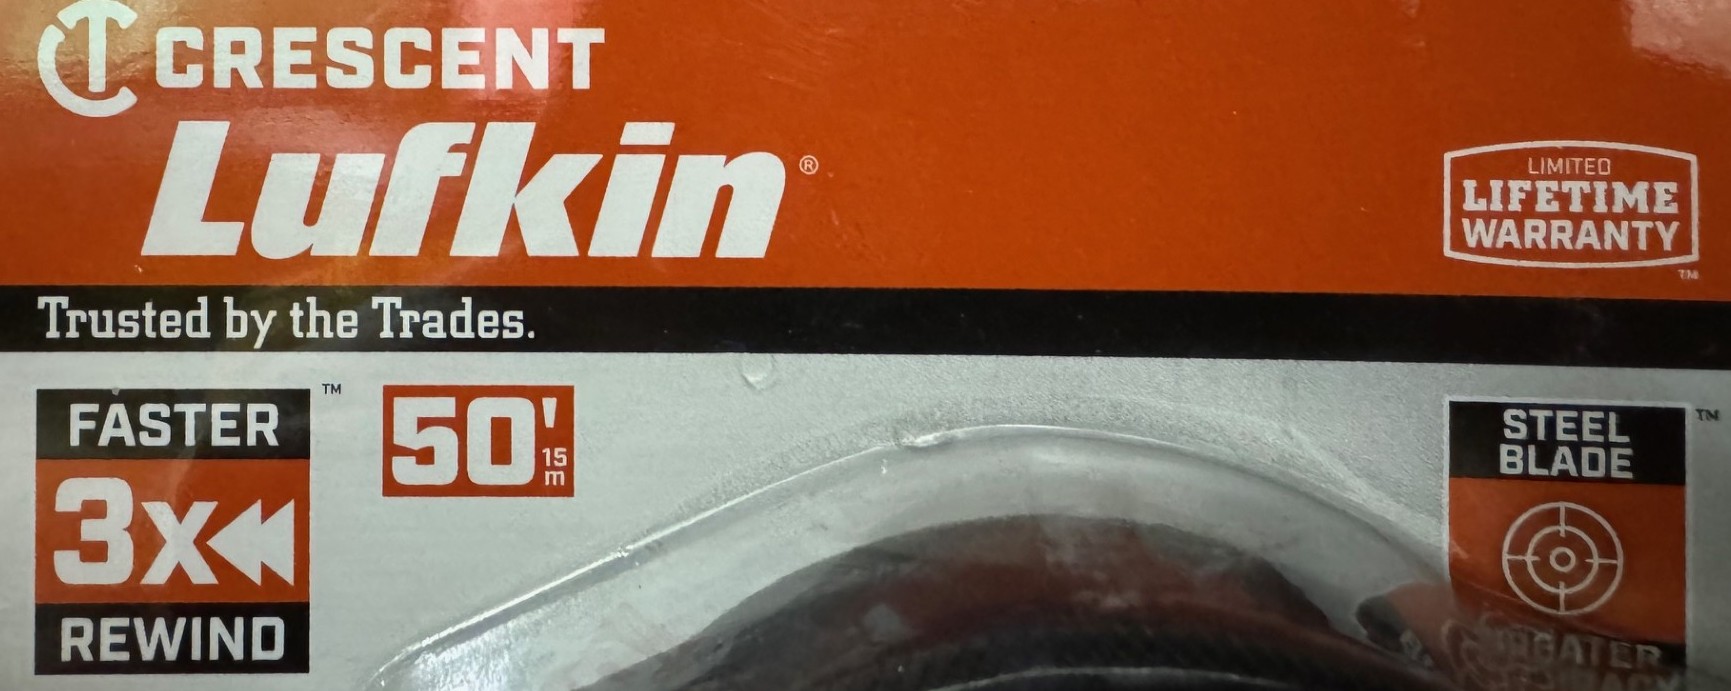 CRESCENT
Lufkin®
LIMITED
LIFETIME
WARRANTY
TM
Trusted by the Trades.
FASTER
3x
REWIND
TM
50'
15
m
STEEL
BLADE
TM